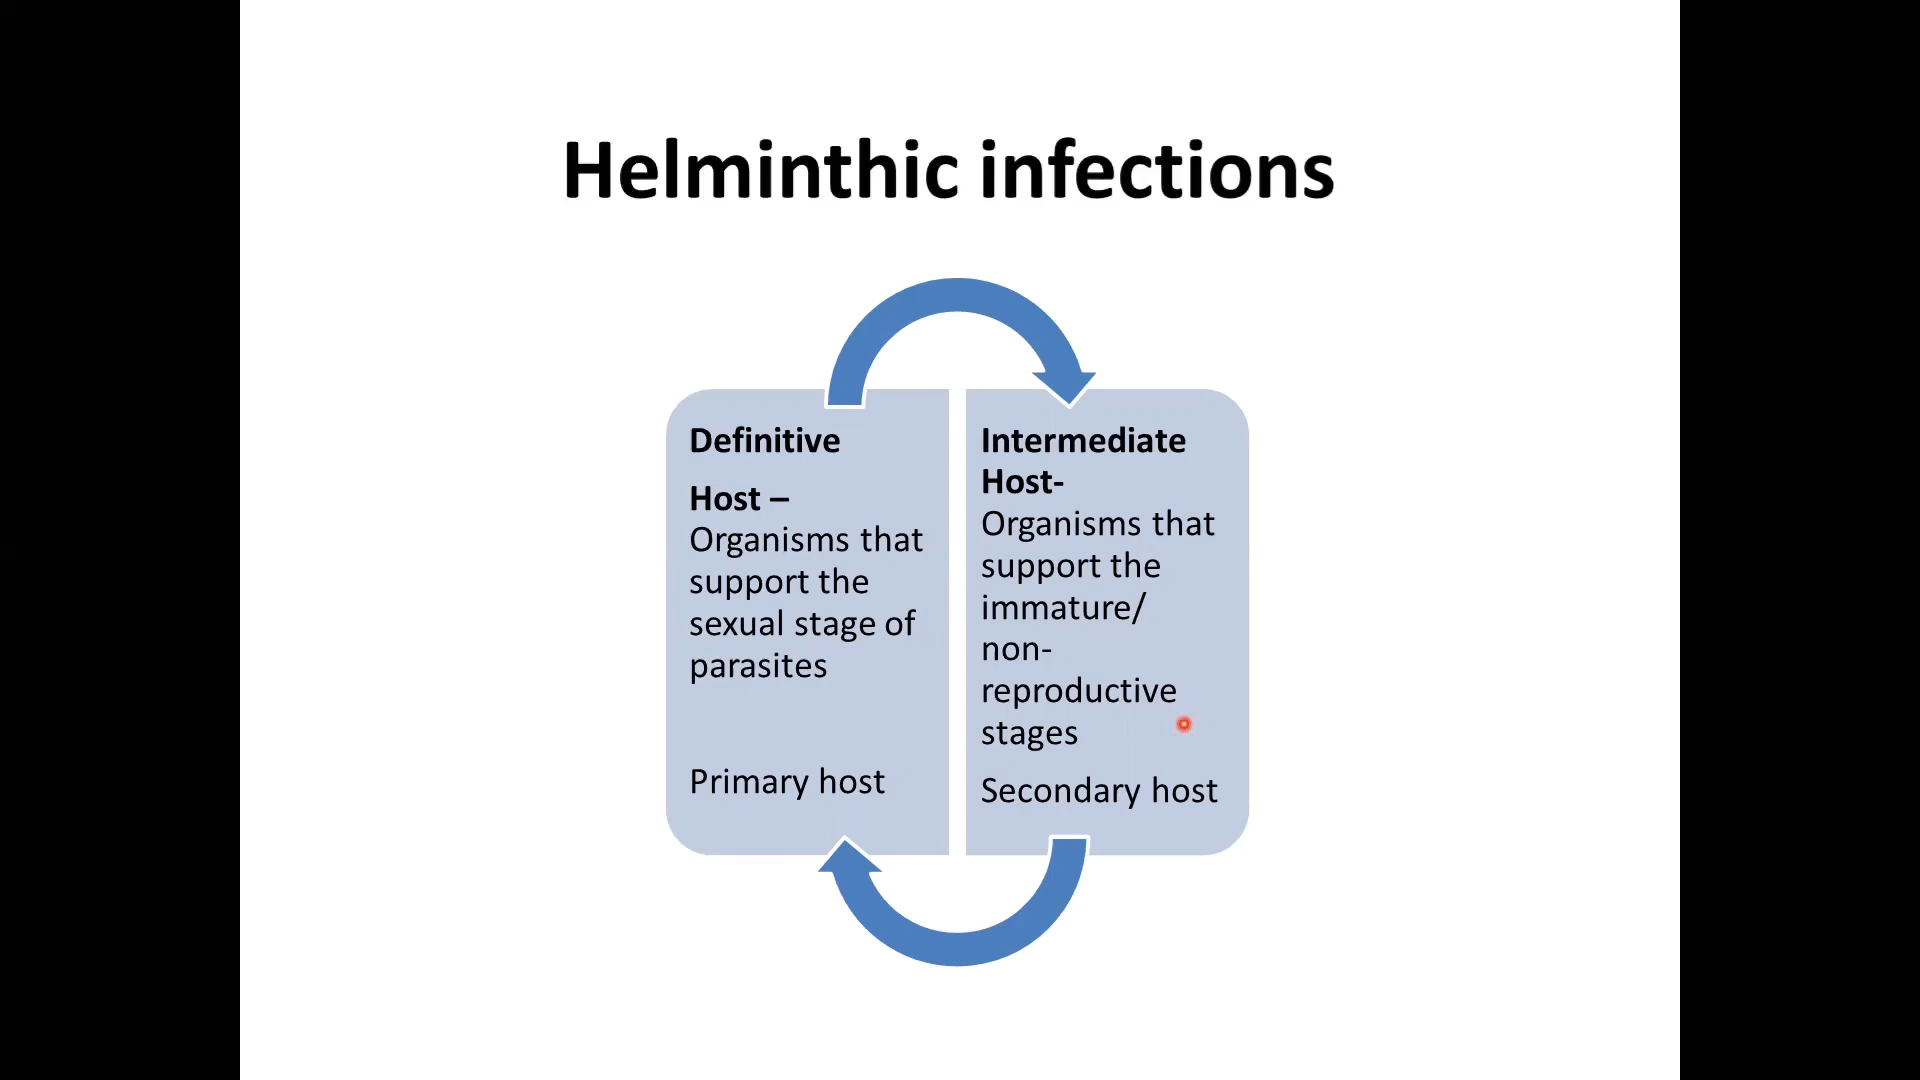 Helminthic infections
Definitive
Host –
Organisms that
support the
sexual stage of
parasites
Primary host
Intermediate
Host-
Organisms that
support the
immature/
non-
reproductive
stages
Secondary host